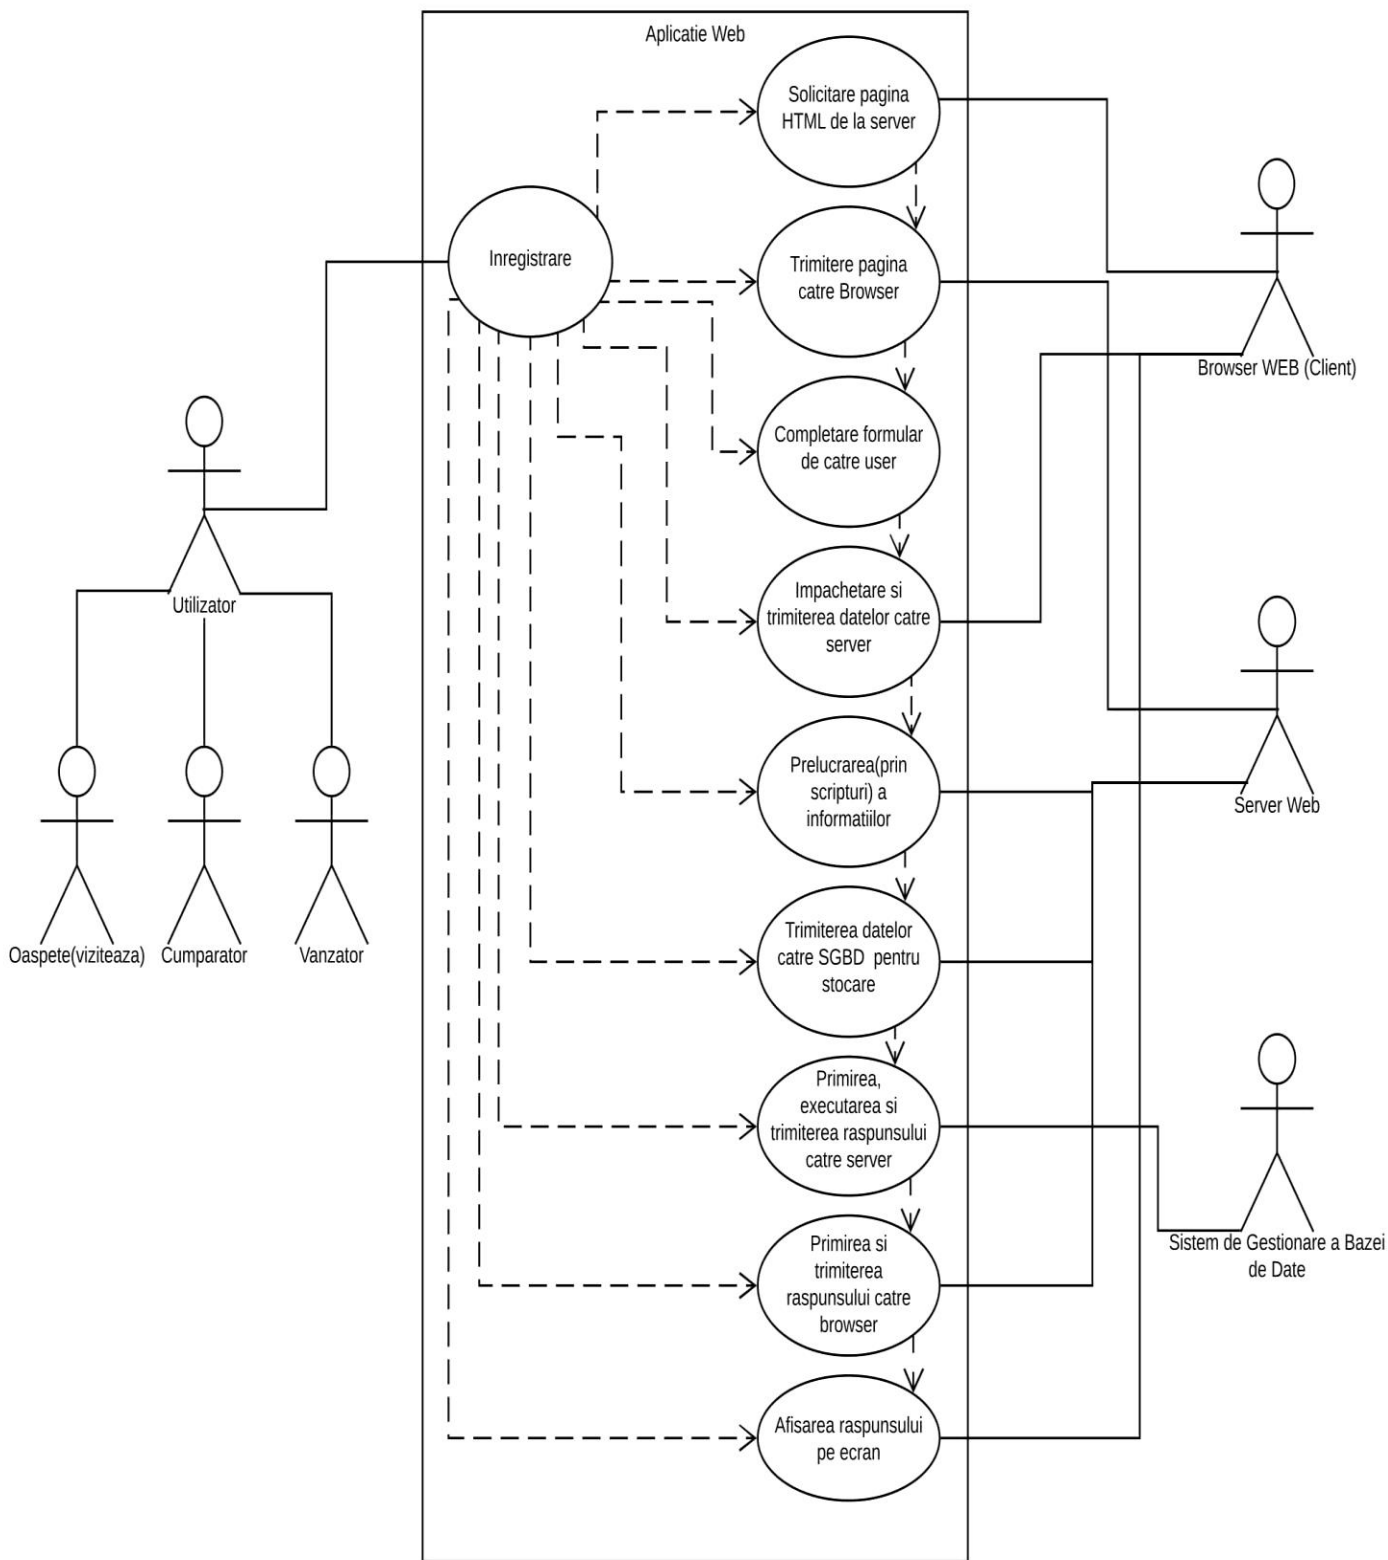 Aplicatie Web
Solicitare pagina
HTML de la server
Inregistrare
Trimitere pagina
catre Browser
Browser WEB (Client)
Completare formular
de catre user
Utilizator
Impachetare si
trimiterea datelor catre
server
Prelucrarea(prin
scripturi) a
informatiilor
Server Web
Oaspete(viziteaza)
Cumparator
Vanzator
Trimiterea datelor
catre SGBD pentru
stocare
Primirea,
executarea si
trimiterea raspunsului
catre server
Sistem de Gestionare a Bazei
de Date
Primirea si
trimiterea
raspunsului catre
browser
Afisarea raspunsului
pe ecran